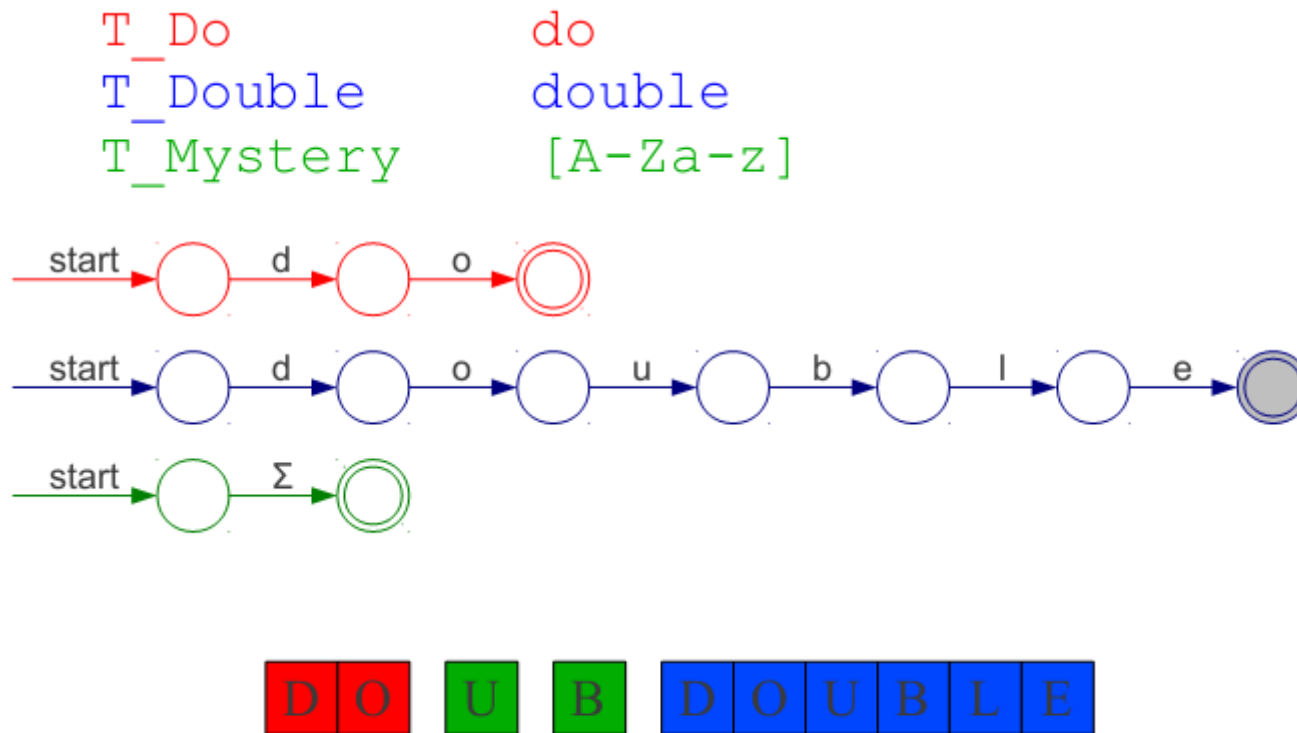 T_Do do
T_Double double
T_Mystery [A-Za-z]
start d o
start d o u b l e
start Σ
D O U B D O U B L E